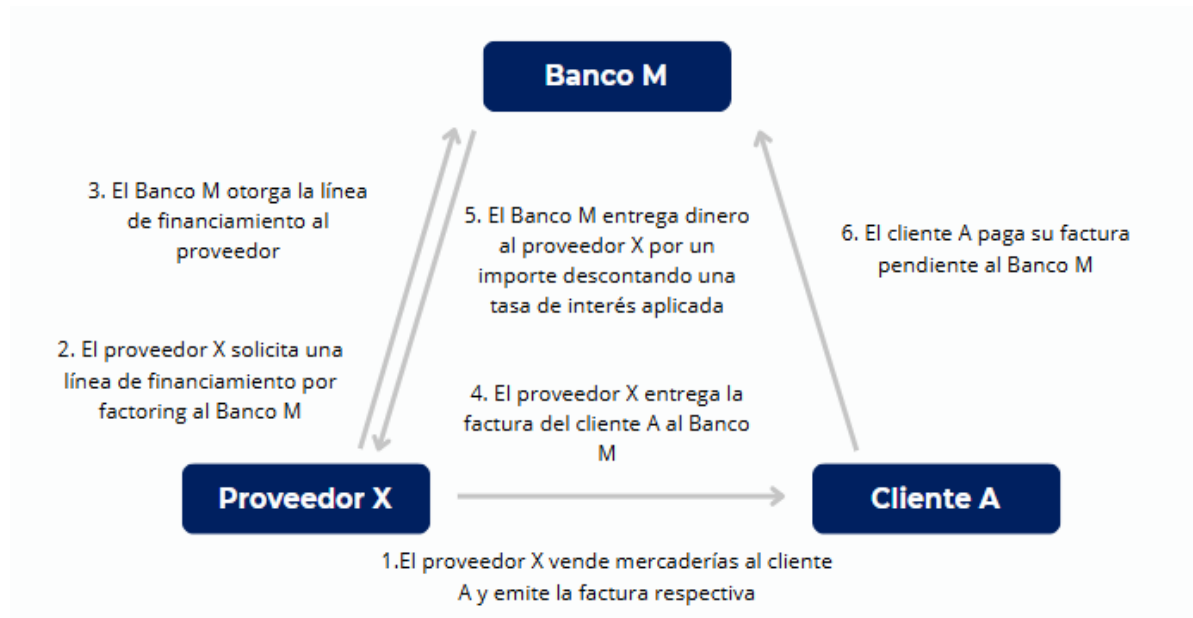 Banco M
3. El Banco M otorga la línea
de financiamiento al
proveedor
5. El Banco M entrega dinero
al proveedor X por un
importe descontando una
tasa de interés aplicada
6. El cliente A paga su factura
pendiente al Banco M
2. El proveedor X solicita una
línea de financiamiento por
factoring al Banco M
4. El proveedor X entrega la
factura del cliente A al Banco
M
Proveedor X
Cliente A
1.El proveedor X vende mercaderías al cliente
A y emite la factura respectiva